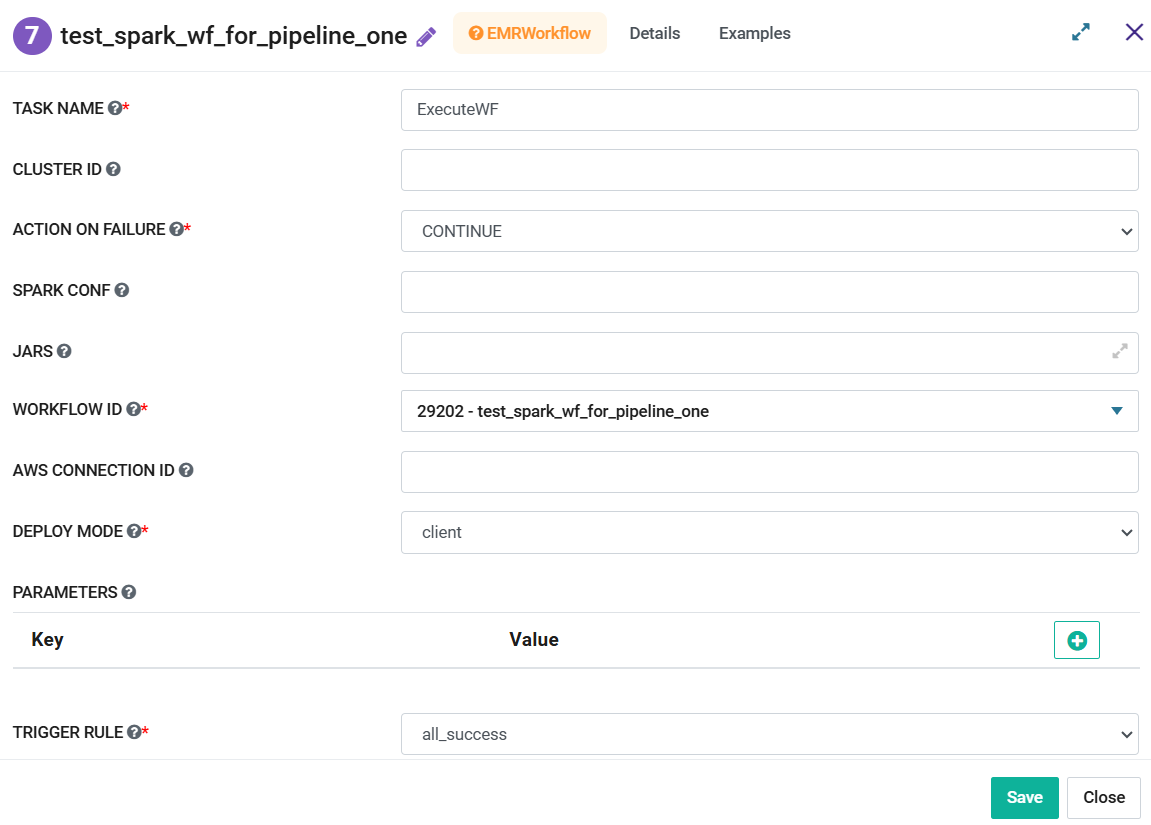 7 test_spark_wf_for_pipeline_one EMRWorkflow Details Examples
TASK NAME * ExecuteWF
CLUSTER ID
ACTION ON FAILURE * CONTINUE
SPARK CONF
JARS
WORKFLOW ID * 29202 - test_spark_wf_for_pipeline_one
AWS CONNECTION ID
DEPLOY MODE * client
PARAMETERS
Key Value
TRIGGER RULE * all_success
Save Close